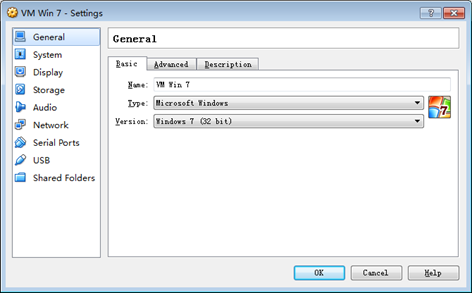 VM Win 7 - Settings
General
System
Display
Storage
Audio
Network
Serial Ports
USB
Shared Folders
General
Basic Advanced Description
Name: VM Win 7
Type: Microsoft Windows
7
Version: Windows 7 (32 bit)
OK Cancel Help